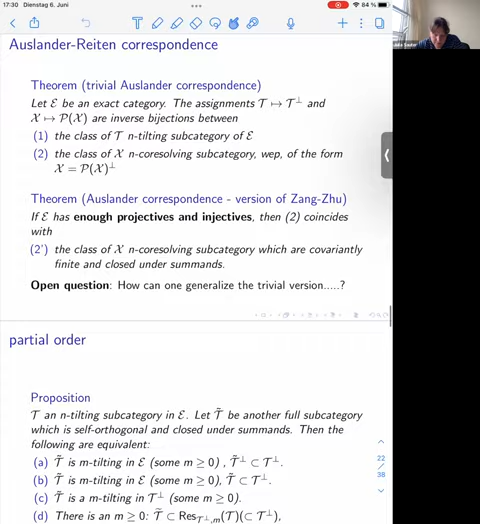 17:30 Dienstag 6. Juni
84 %
Auslander-Reiten correspondence
Theorem (trivial Auslander correspondence)
Let ℰ be an exact category. The assignments 𝒯 ↦ 𝒯^⊥ and
𝒳 ↦ 𝒫(𝒳) are inverse bijections between
(1) the class of 𝒯 n-tilting subcategory of ℰ
(2) the class of 𝒳 n-coresolving subcategory, wep, of the form
𝒳 = 𝒫(𝒳)^⊥
Theorem (Auslander correspondence - version of Zang-Zhu)
If ℰ has enough projectives and injectives, then (2) coincides
with
(2') the class of 𝒳 n-coresolving subcategory which are covariantly
finite and closed under summands.
Open question: How can one generalize the trivial version.....?
partial order
Proposition
𝒯 an n-tilting subcategory in ℰ. Let 𝒯̃ be another full subcategory
which is self-orthogonal and closed under summands. Then the
following are equivalent:
(a) 𝒯̃ is m-tilting in ℰ (some m ≥ 0) , 𝒯̃^⊥ ⊂ 𝒯^⊥.
(b) 𝒯̃ is m-tilting in ℰ (some m ≥ 0), 𝒯̃ ⊂ 𝒯^⊥.
(c) 𝒯̃ is a m-tilting in 𝒯^⊥ (some m ≥ 0).
(d) There is an m ≥ 0: 𝒯̃ ⊂ Res_{𝒯^⊥,m}(𝒯)(⊂ 𝒯^⊥),
22
/
38